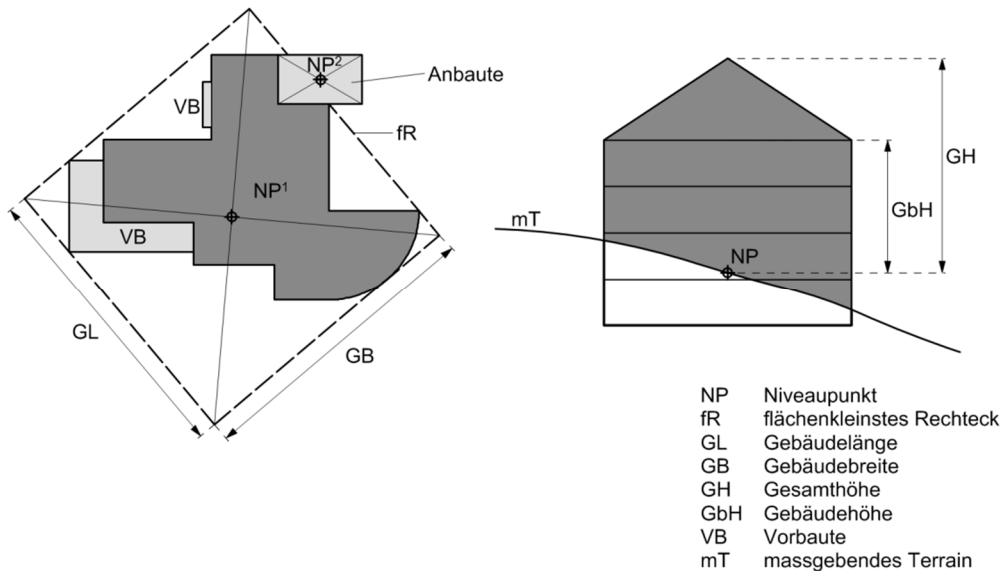 NP²
Anbaute
VB
fR
NP¹
VB
GL
GB
GH
GbH
mT
NP
NP Niveaupunkt
fR flächenkleinstes Rechteck
GL Gebäudelänge
GB Gebäudebreite
GH Gesamthöhe
GbH Gebäudehöhe
VB Vorbaute
mT massgebendes Terrain